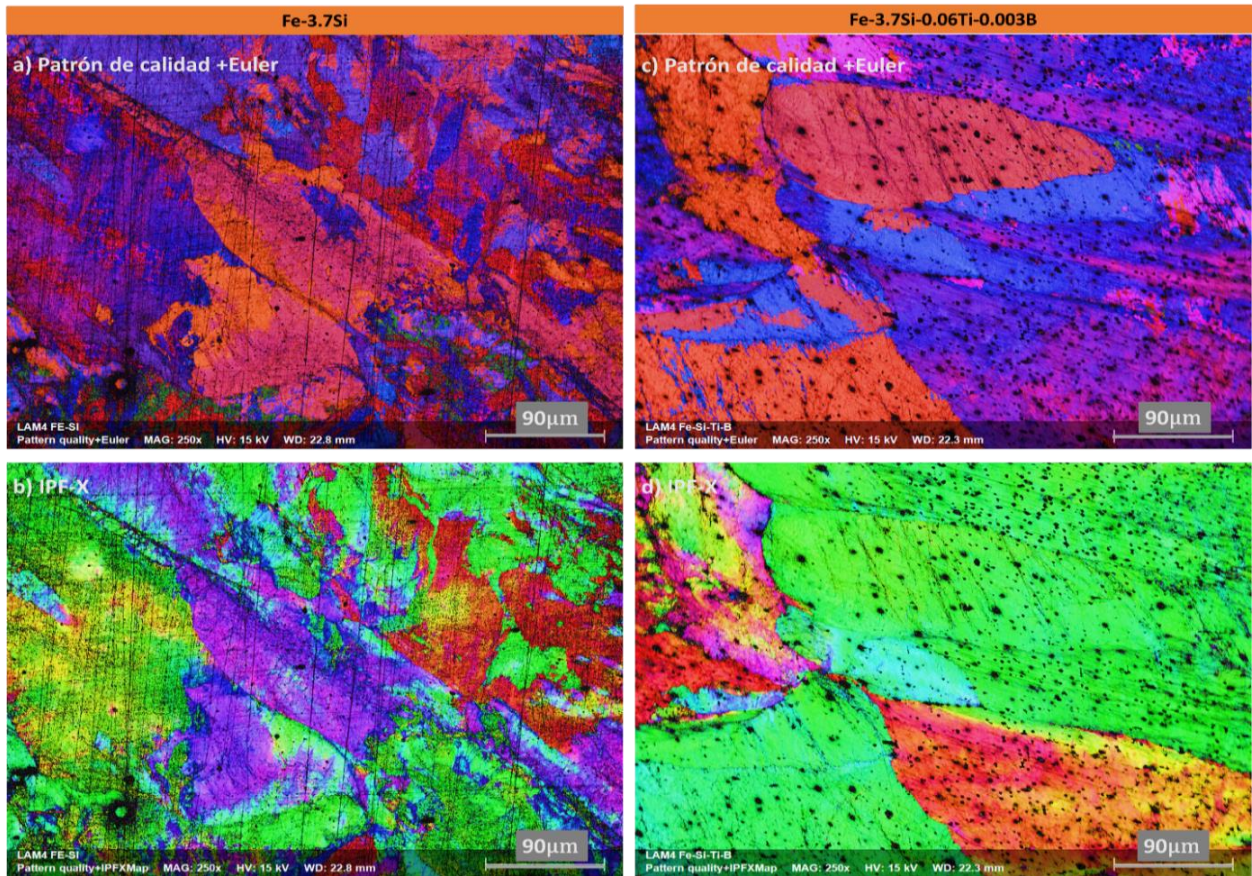 Fe-3.7Si
Fe-3.7Si-0.06Ti-0.003B
a) Patrón de calidad +Euler
c) Patrón de calidad +Euler
90µm
LAM4 FE-SI
Pattern quality+Euler MAG: 250x HV: 15 kV WD: 22.8 mm
90µm
LAM4 Fe-Si-Ti-B
Pattern quality+Euler MAG: 250x HV: 15 kV WD: 22.3 mm
b) IPF-X
d) IPF-X
90µm
LAM4 FE-SI
Pattern quality+IPFXMap MAG: 250x HV: 15 kV WD: 22.8 mm
90µm
LAM4 Fe-Si-Ti-B
Pattern quality+IPFXMap MAG: 250x HV: 15 kV WD: 22.3 mm